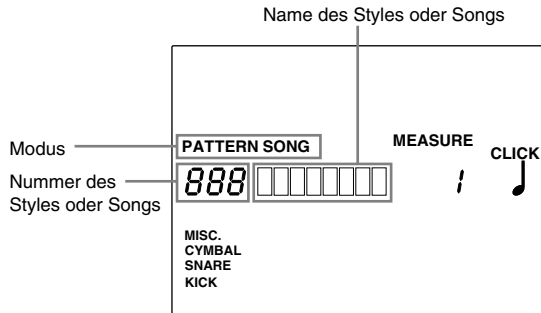 Name des Styles oder Songs
Modus
PATTERN SONG
MEASURE
CLICK
Nummer des
Styles oder Songs
888
1
MISC.
CYMBAL
SNARE
KICK